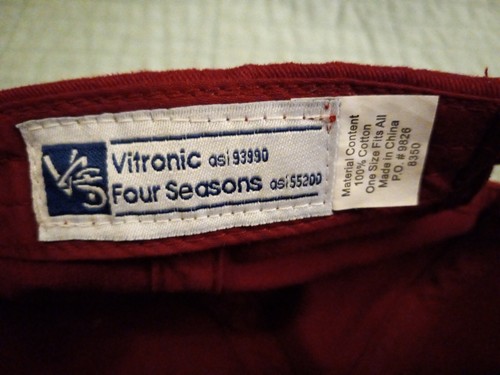 VFS
Vitronic asi 93990
Four Seasons asi 55200
Material Content
100% Cotton
One Size Fits All
Made in China
P.O. # 9826
8350